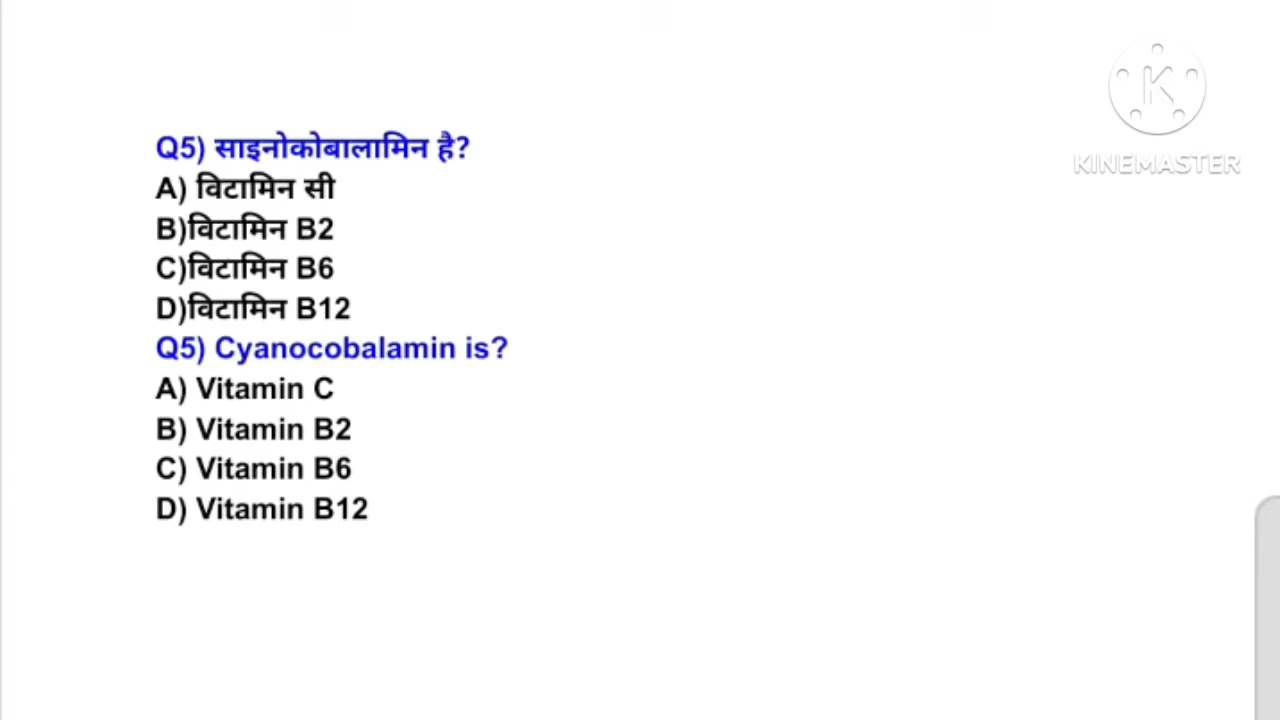 Q5) साइनोकोबालामिन है?
A) विटामिन सी
B)विटामिन B2
C)विटामिन B6
D)विटामिन B12
Q5) Cyanocobalamin is?
A) Vitamin C
B) Vitamin B2
C) Vitamin B6
D) Vitamin B12
K
KINEMASTER